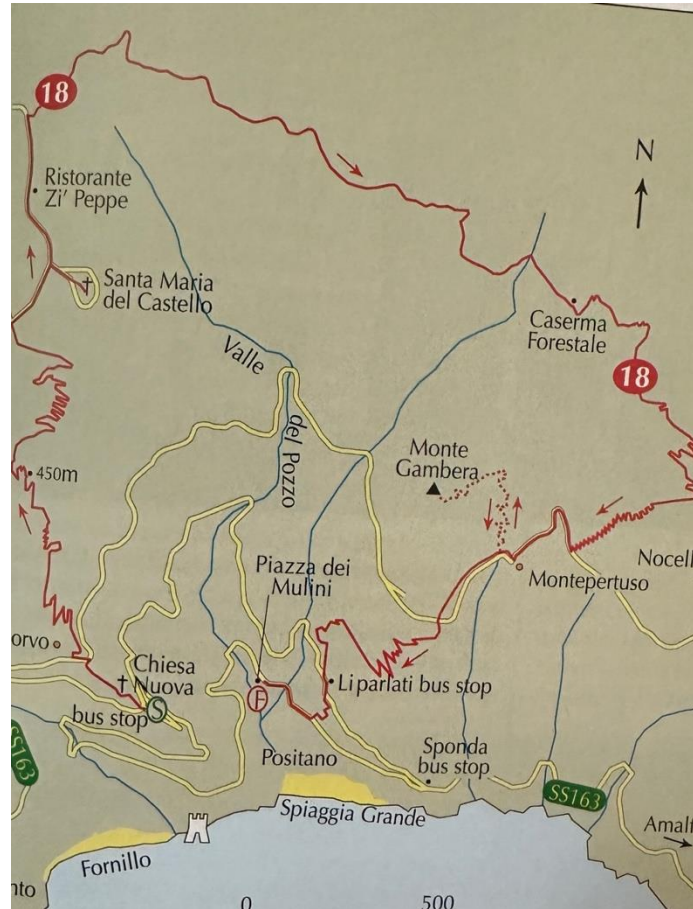 18
N
Ristorante
Zi' Peppe
Santa Maria
del Castello
Caserma
Forestale
Valle
del Pozzo
18
Monte
Gambera
450m
Piazza dei
Mulini
Nocell
Montepertuso
orvo
Chiesa
Nuova
bus stop
S
F
Li parlati bus stop
Positano
Sponda
bus stop
SS163
SS163
Spiaggia Grande
Amalf
Fornillo
nto
0
500